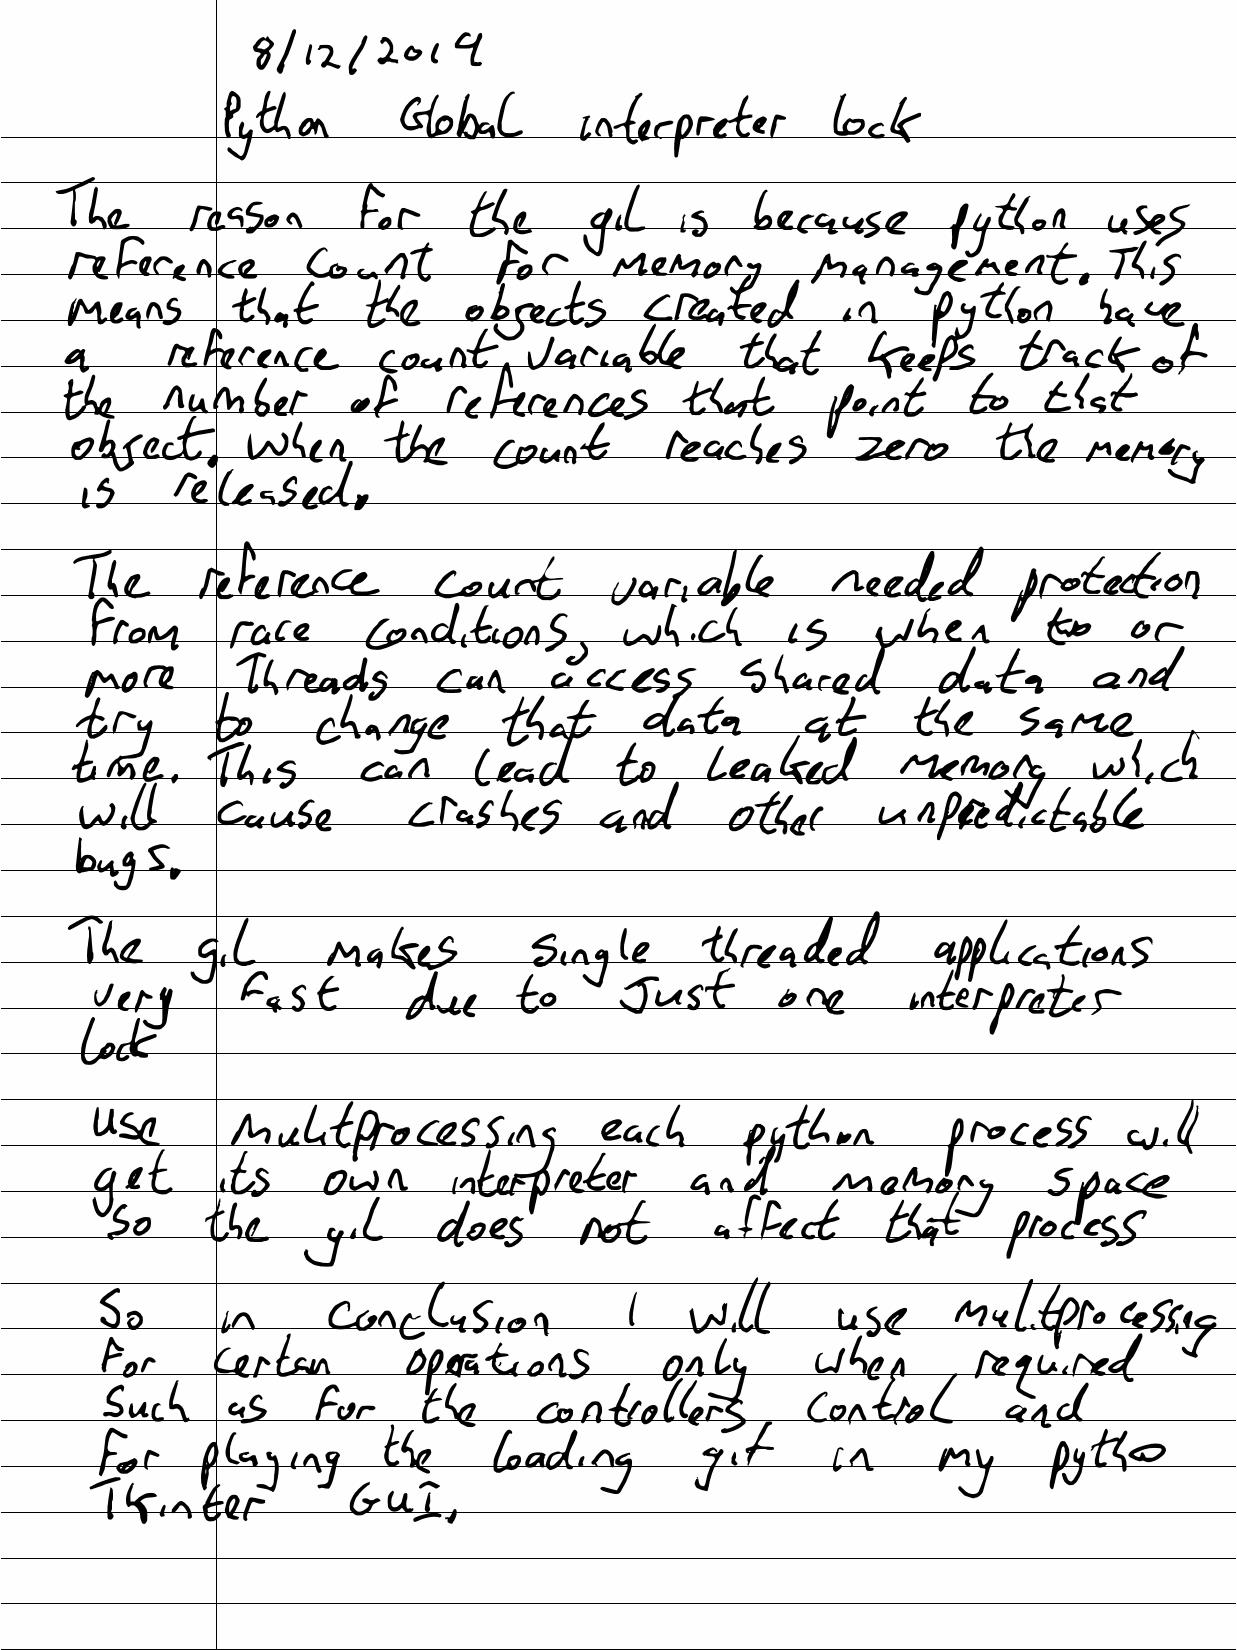 8/12/2019
Python Global interpreter lock
The reason for the gil is because python uses
reference count for memory management. This
means that the objects created in python have
a reference count variable that keeps track of
the number of references that point to that
object. when the count reaches zero the memory
is released.
The reference count variable needed protection
from race conditions, which is when two or
more Threads can access shared data and
try to change that data at the same
time. This can lead to leaked memory which
will cause crashes and other unpredictable
bugs.
The gil makes single threaded applications
very fast due to Just one interpreter
lock
use Mulitprocessing each python process will
get its own interpreter and memory space
so the gil does not affect that process
So in conclusion I will use Mulitprocessing
for certan operations only when required
Such as for the controllers control and
for playing the loading gif in my pytho
Tkinter GUI.